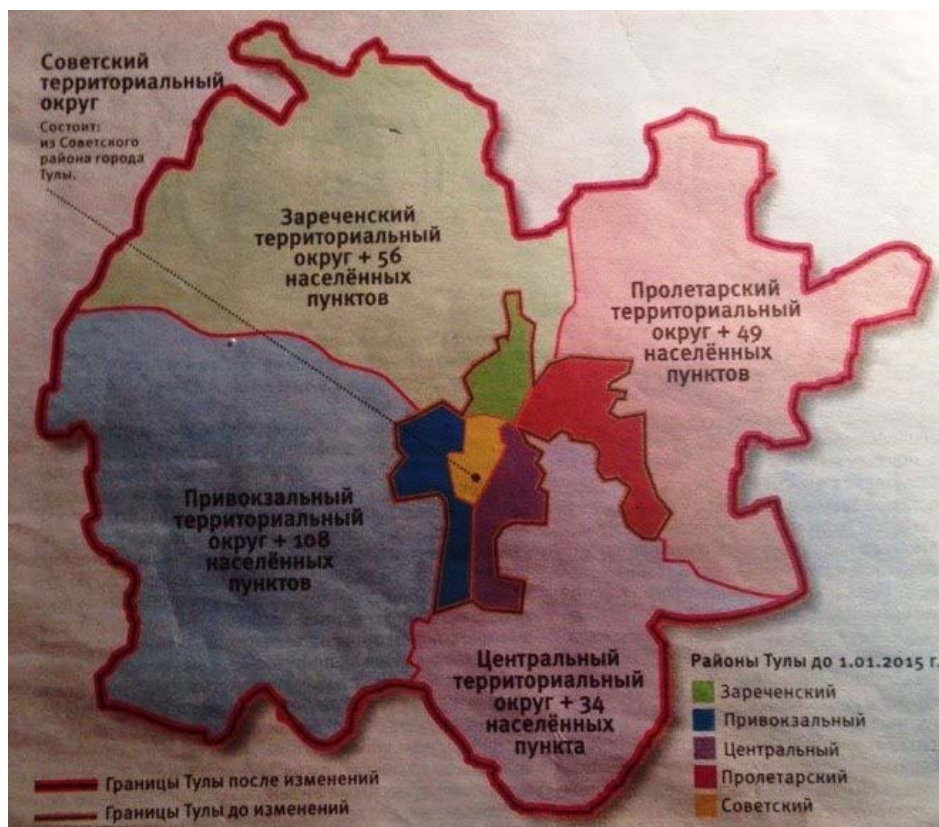 Советский
территориальный
округ
Состоит:
из Советского
района города
Тулы.
Зареченский
территориальный
округ + 56
населённых
пунктов
Пролетарский
территориальный
округ + 49
населённых
пунктов
Привокзальный
территориальный
округ + 108
населённых
пунктов
Центральный
территориальный
округ + 34
населённых
пункта
Районы Тулы до 1.01.2015 г.
Зареченский
Привокзальный
Центральный
Пролетарский
Советский
Границы Тулы после изменений
Границы Тулы до изменений